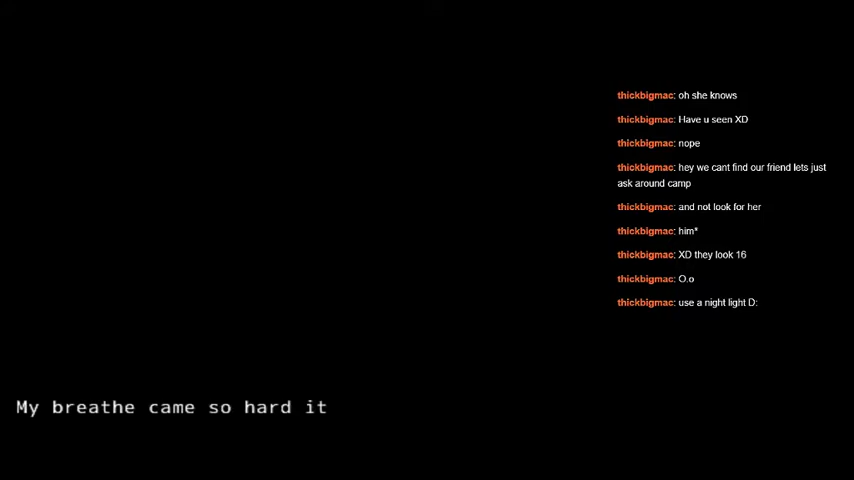 thickbigmac: oh she knows
thickbigmac: Have u seen XD
thickbigmac: nope
thickbigmac: hey we cant find our friend lets just
ask around camp
thickbigmac: and not look for her
thickbigmac: him*
thickbigmac: XD they look 16
thickbigmac: O.o
thickbigmac: use a night light D:
My breathe came so hard it